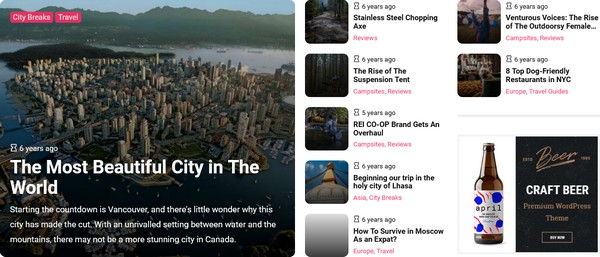 City Breaks Travel
6 years ago
The Most Beautiful City in The
World
Starting the countdown is Vancouver, and there's little wonder why this
city has made the cut. With an unrivalled setting between water and the
mountains, there may not be a more stunning city in Canada.
6 years ago
Stainless Steel Chopping
Axe
Reviews
6 years ago
The Rise of The
Suspension Tent
Campsites, Reviews
5 years ago
REI CO-OP Brand Gets An
Overhaul
Campsites, Reviews
6 years ago
Beginning our trip in the
holy city of Lhasa
Asia, City Breaks
6 years ago
How To Survive in Moscow
As an Expat?
Europe, Travel
6 years ago
Venturous Voices: The Rise
of The Outdoorsy Female...
Campsites, Reviews
6 years ago
8 Top Dog-Friendly
Restaurants in NYC
Europe, Travel Guides
april
ESTD Beer 1985
CRAFT BEER
Premium WordPress
Theme
BUY NOW